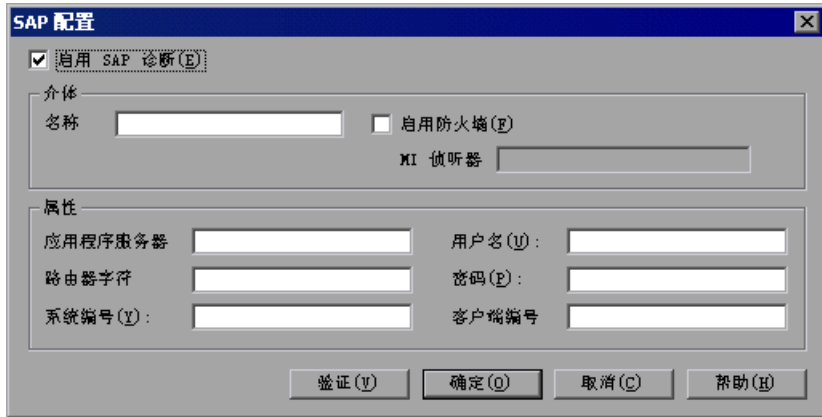 SAP 配置
启用 SAP 诊断(E)
介体
名称
启用防火墙(F)
MI 侦听器
属性
应用程序服务器
用户名(U):
路由器字符
密码(P):
系统编号(Y):
客户端编号
验证(V)
确定(O)
取消(C)
帮助(H)